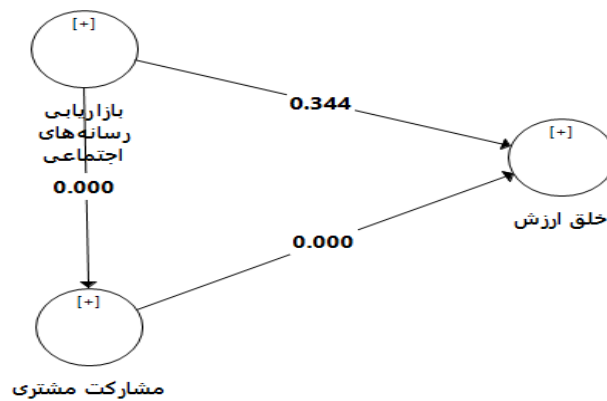 [+]
بازاریابی
رسانه‌های
اجتماعی
0.344
[+]
خلق ارزش
0.000
0.000
[+]
مشارکت مشتری